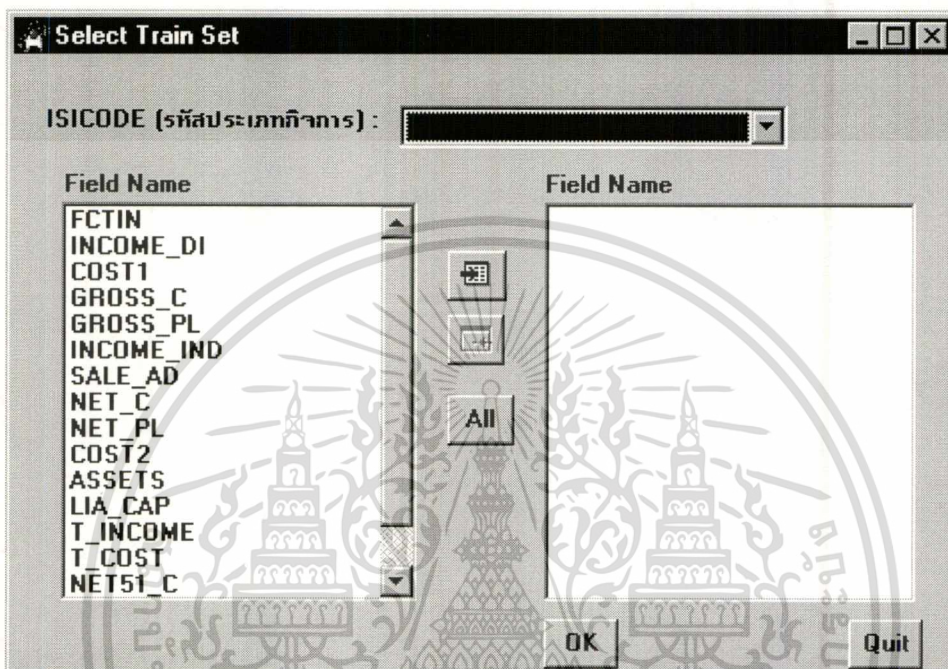 Select Train Set
ISICODE (รหัสประเภทกิจการ) :
Field Name
FCTIN
INCOME_DI
COST1
GROSS_C
GROSS_PL
INCOME_IND
SALE_AD
NET_C
NET_PL
COST2
ASSETS
LIA_CAP
T_INCOME
T_COST
NET51_C
All
Field Name
OK
Quit